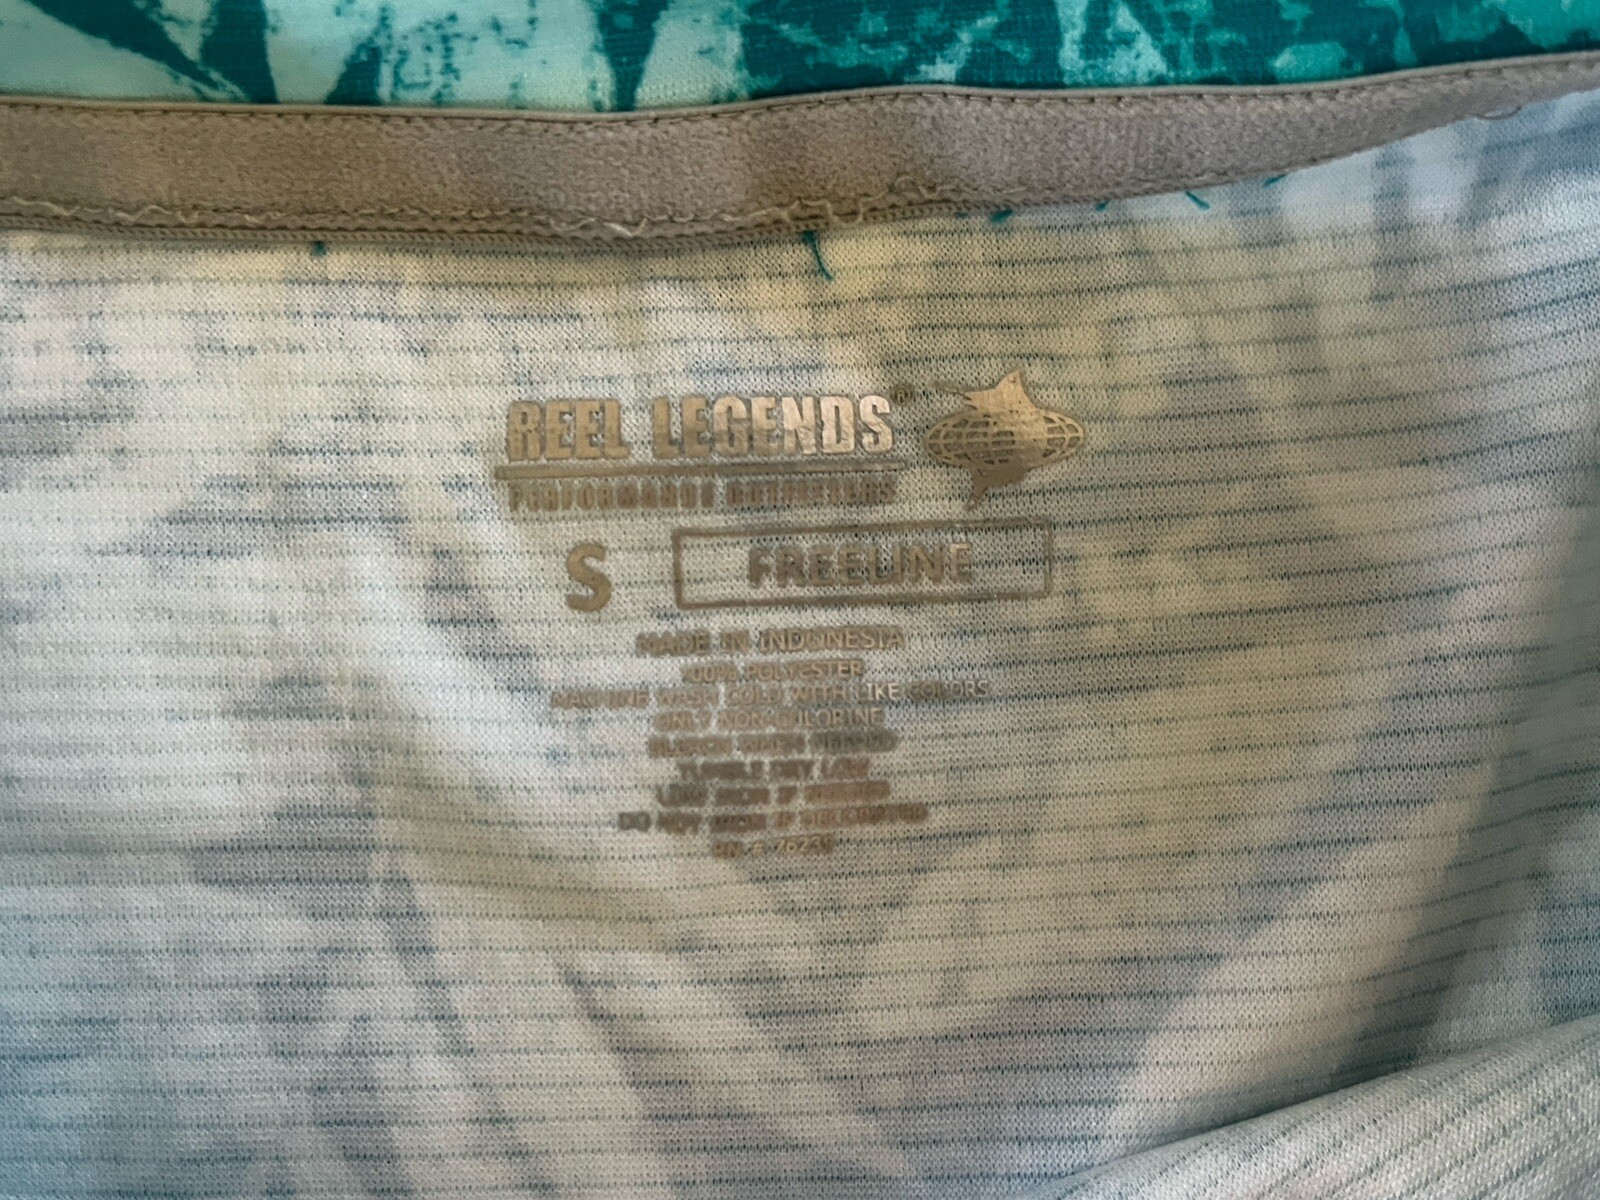 REEL LEGENDS®
PERFORMANCE OUTFITTERS
S FREELINE
MADE IN INDONESIA
100% POLYESTER
MACHINE WASH COLD WITH LIKE COLORS
ONLY NON-CHLORINE
BLEACH WHEN NEEDED
TUMBLE DRY LOW
LOW IRON IF NEEDED
DO NOT IRON IF DECORATED
RN #